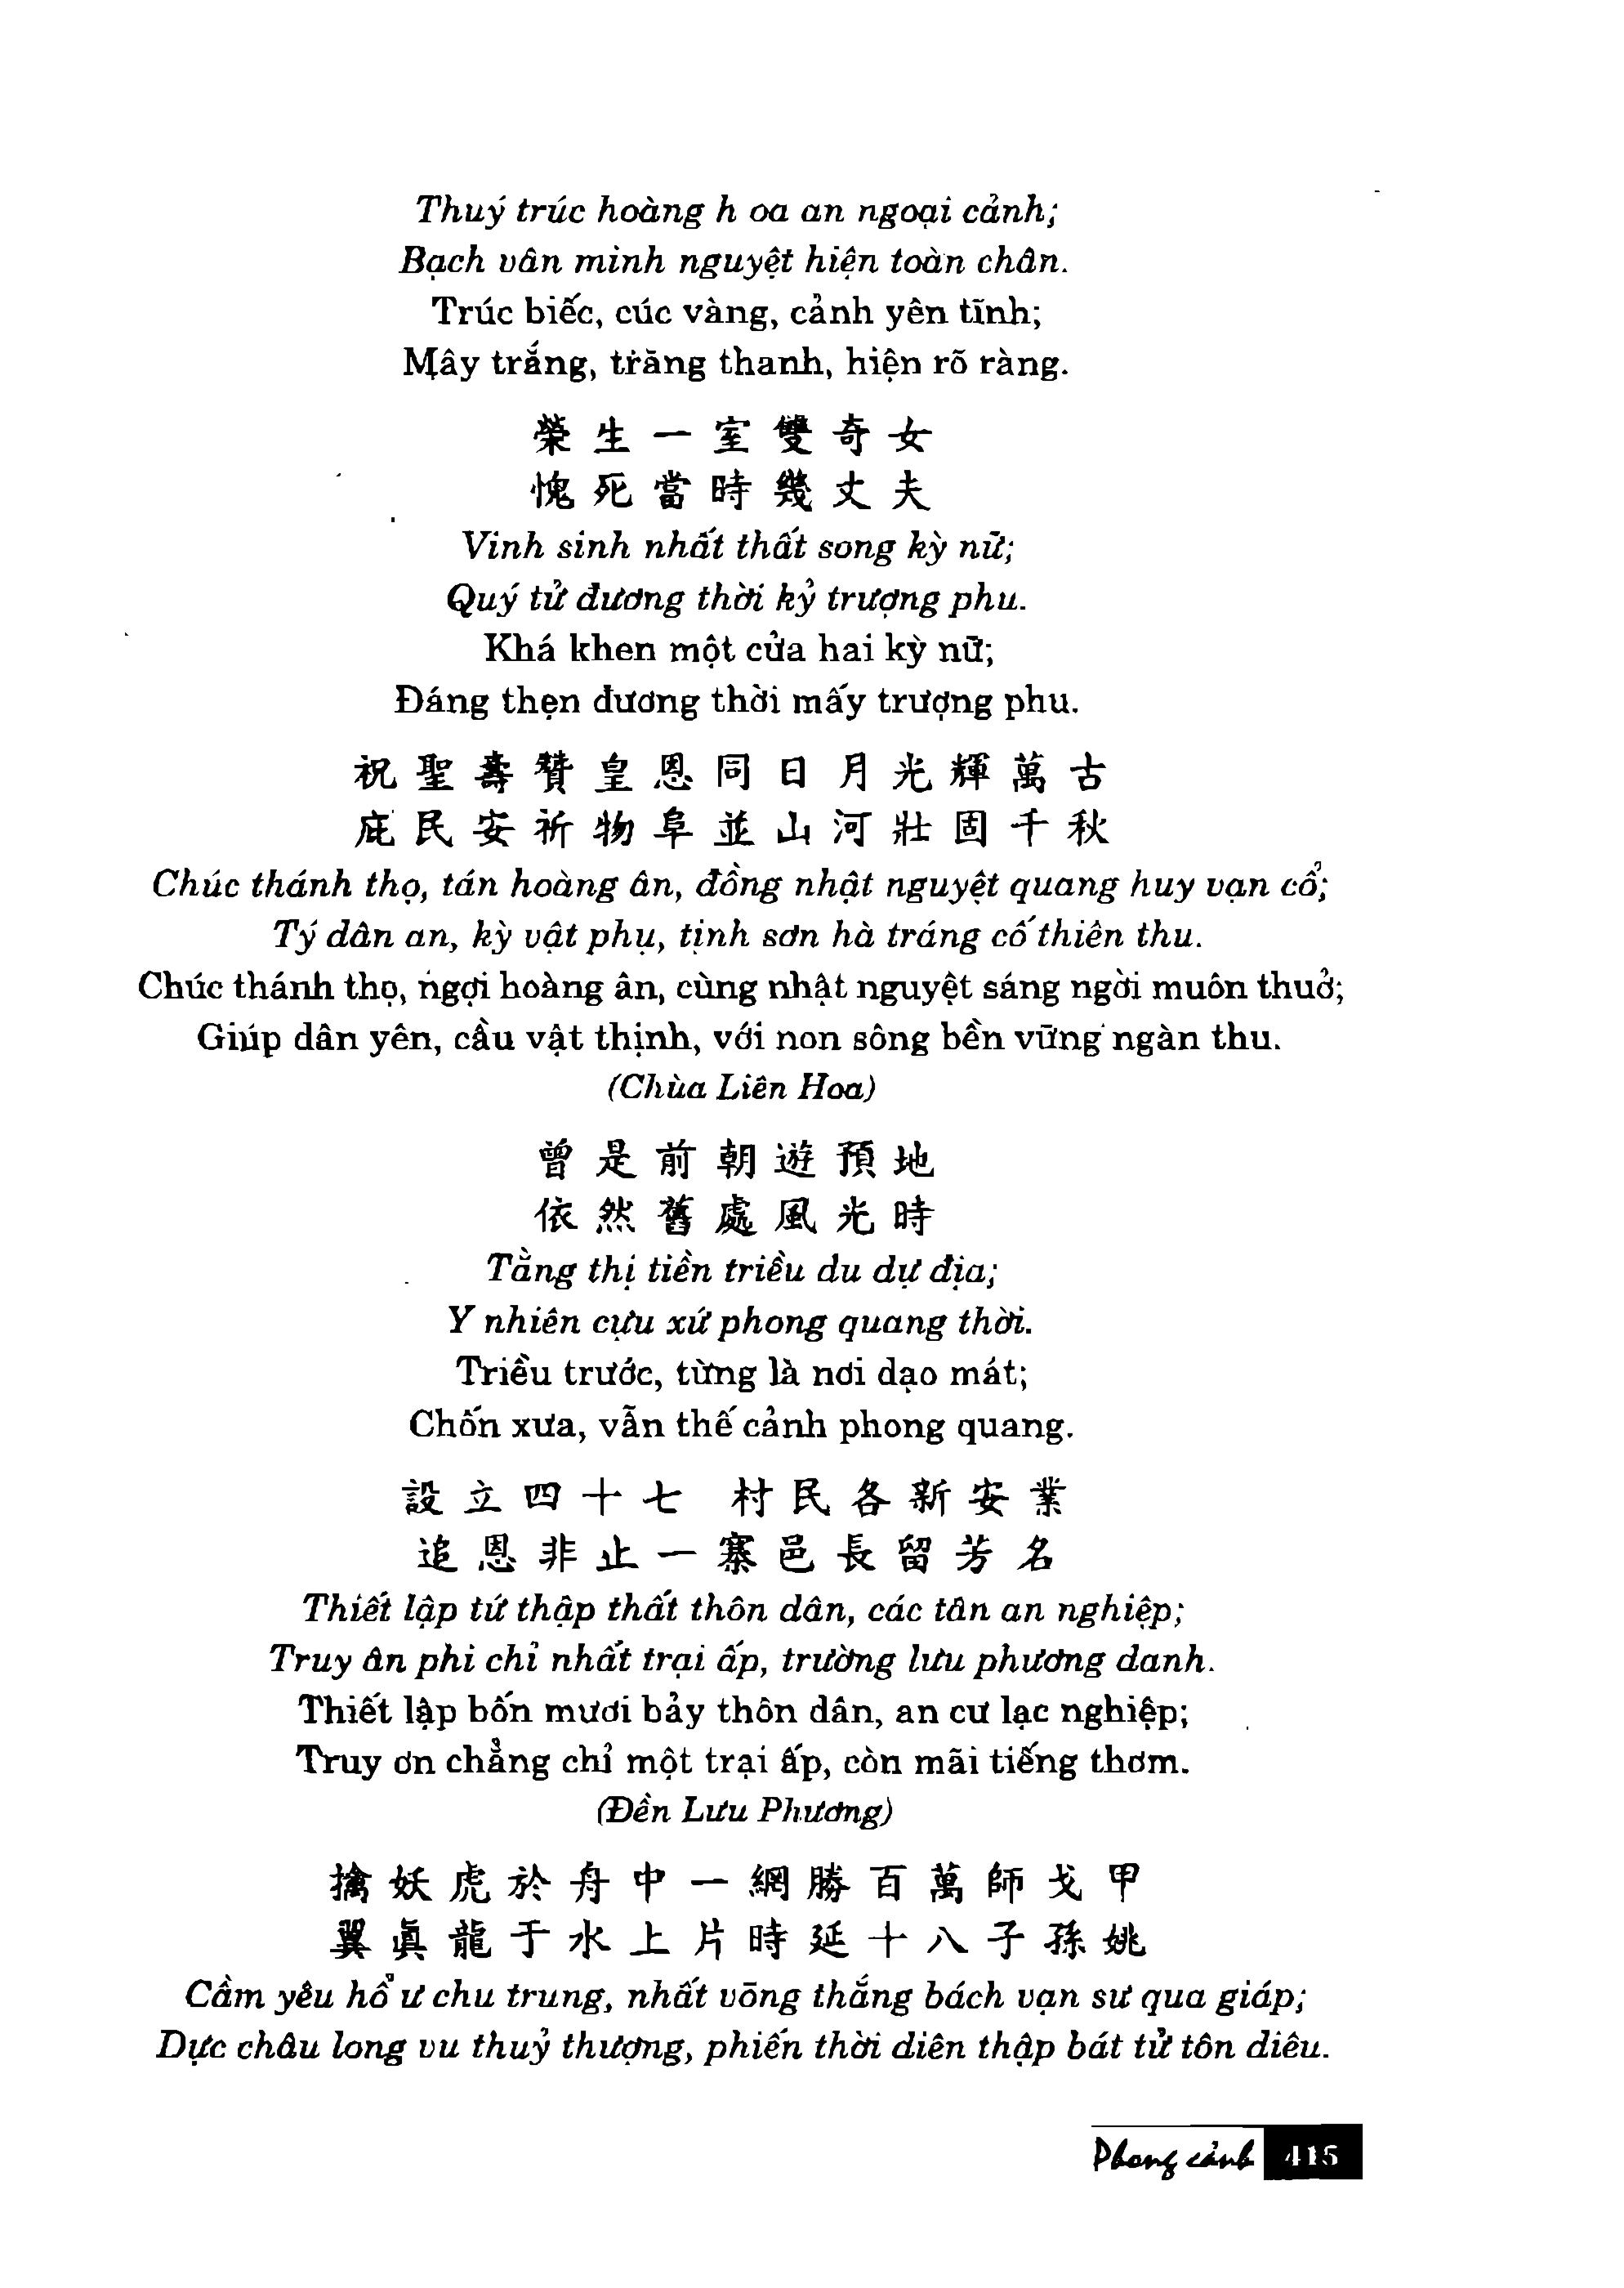 Thuý trúc hoàng h oa an ngoại cảnh;
Bạch vân minh nguyệt hiện toàn chân.
Trúc biếc, cúc vàng, cảnh yên tĩnh;
Mây trắng, trăng thanh, hiện rõ ràng.
榮生一室雙奇女
愧死當時幾丈夫
Vinh sinh nhất thất song kỳ nữ;
Quý tử đương thời kỷ trượng phu.
Khá khen một cửa hai kỳ nữ;
Đáng thẹn đương thời mấy trượng phu.
祝聖壽贊皇恩同日月光輝萬古
庇民安祈物阜並山河壯固千秋
Chúc thánh thọ, tán hoàng ân, đồng nhật nguyệt quang huy vạn cổ;
Tý dân an, kỳ vật phụ, tịnh sơn hà tráng cố thiên thu.
Chúc thánh thọ, ngợi hoàng ân, cùng nhật nguyệt sáng ngời muôn thuở;
Giúp dân yên, cầu vật thịnh, với non sông bền vững ngàn thu.
(Chùa Liên Hoa)
曾是前朝遊預地
依然舊處風光時
Tằng thị tiền triều du dự địa;
Y nhiên cựu xứ phong quang thời.
Triều trước, từng là nơi dạo mát;
Chốn xưa, vẫn thế cảnh phong quang.
設立四十七 村民各新安業
追恩非止一寨邑長留芳名
Thiết lập tứ thập thất thôn dân, các tân an nghiệp;
Truy ân phi chỉ nhất trại ấp, trường lưu phương danh.
Thiết lập bốn mươi bảy thôn dân, an cư lạc nghiệp;
Truy ơn chẳng chỉ một trại ấp, còn mãi tiếng thơm.
(Đền Lưu Phương)
擒妖虎於舟中一網勝百萬師戈甲
翼眞龍于水上片時延十八子孫姚
Cầm yêu hổ ư chu trung, nhất võng thắng bách vạn sư qua giáp;
Dực châu long vu thuỷ thượng, phiến thời diên thập bát tử tôn diêu.
Phong cảnh 415